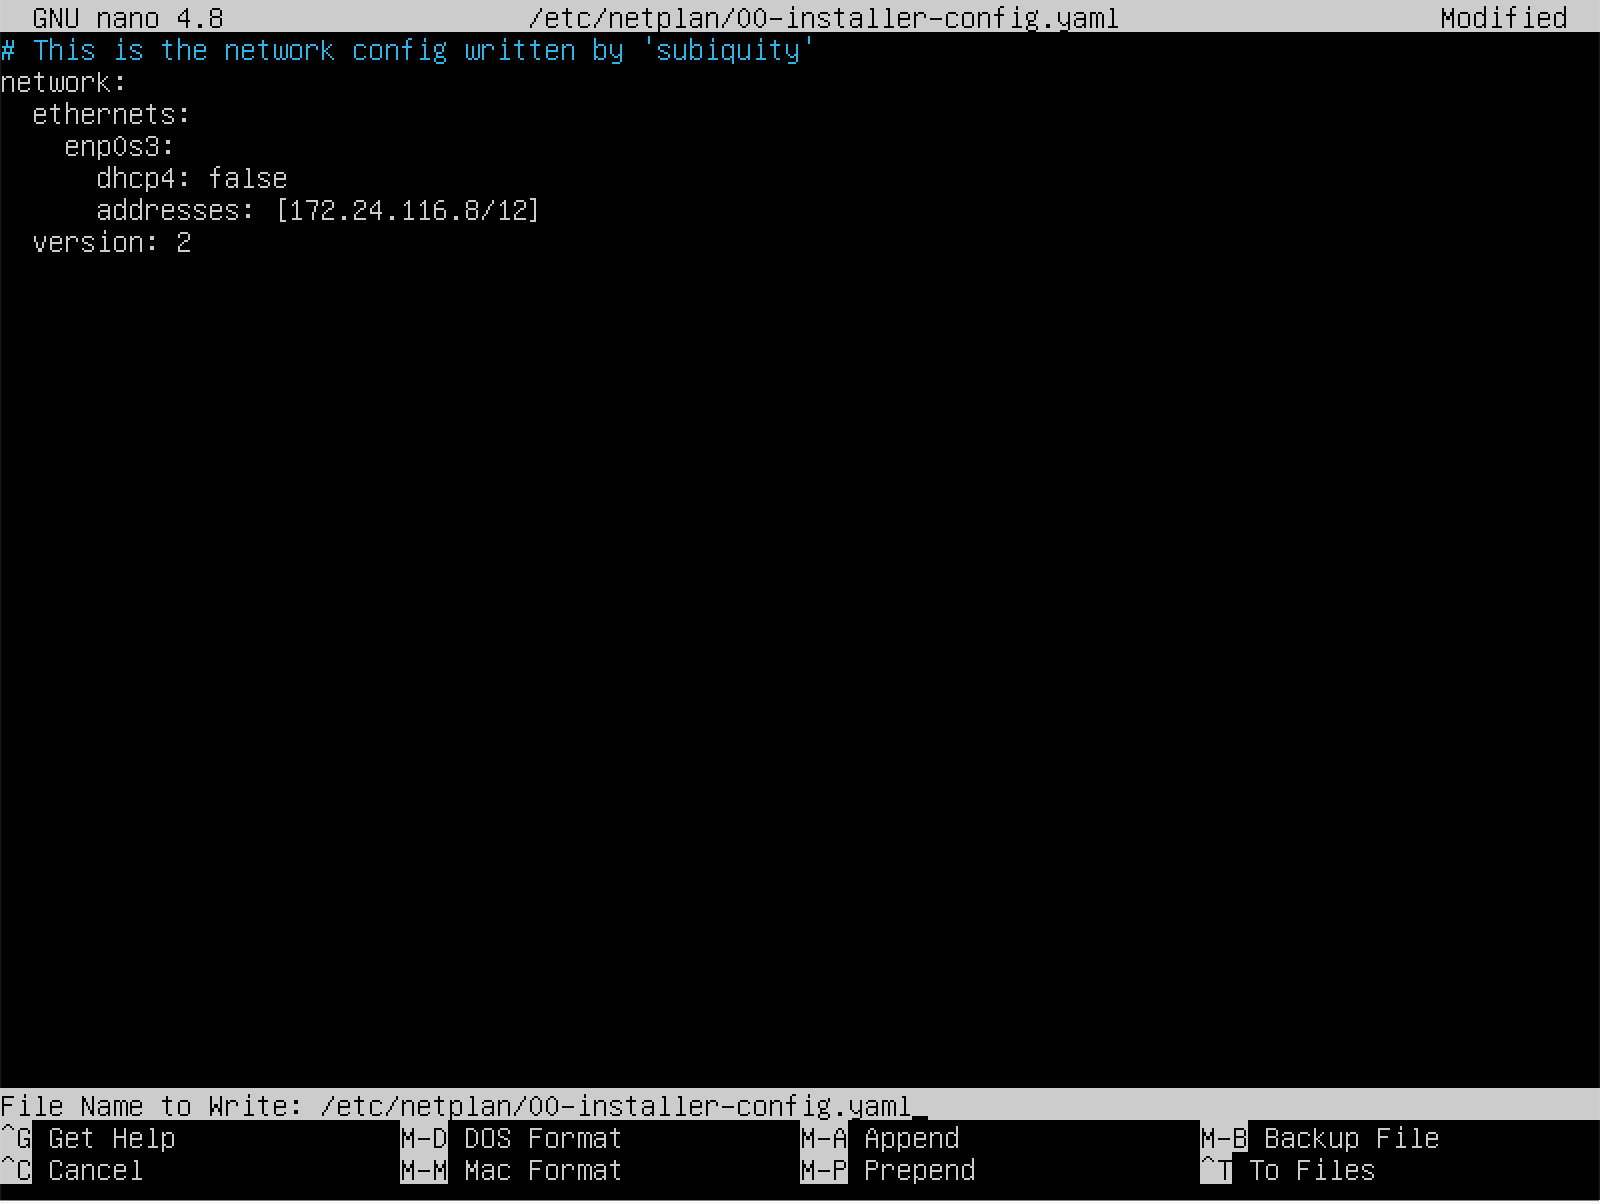 GNU nano 4.8 /etc/netplan/00-installer-config.yaml Modified
# This is the network config written by 'subiquity'
network:
  ethernets:
    enp0s3:
      dhcp4: false
      addresses: [172.24.116.8/12]
  version: 2
File Name to Write: /etc/netplan/00-installer-config.yaml_
^G Get Help M-D DOS Format M-A Append M-B Backup File
^C Cancel M-M Mac Format M-P Prepend ^T To Files